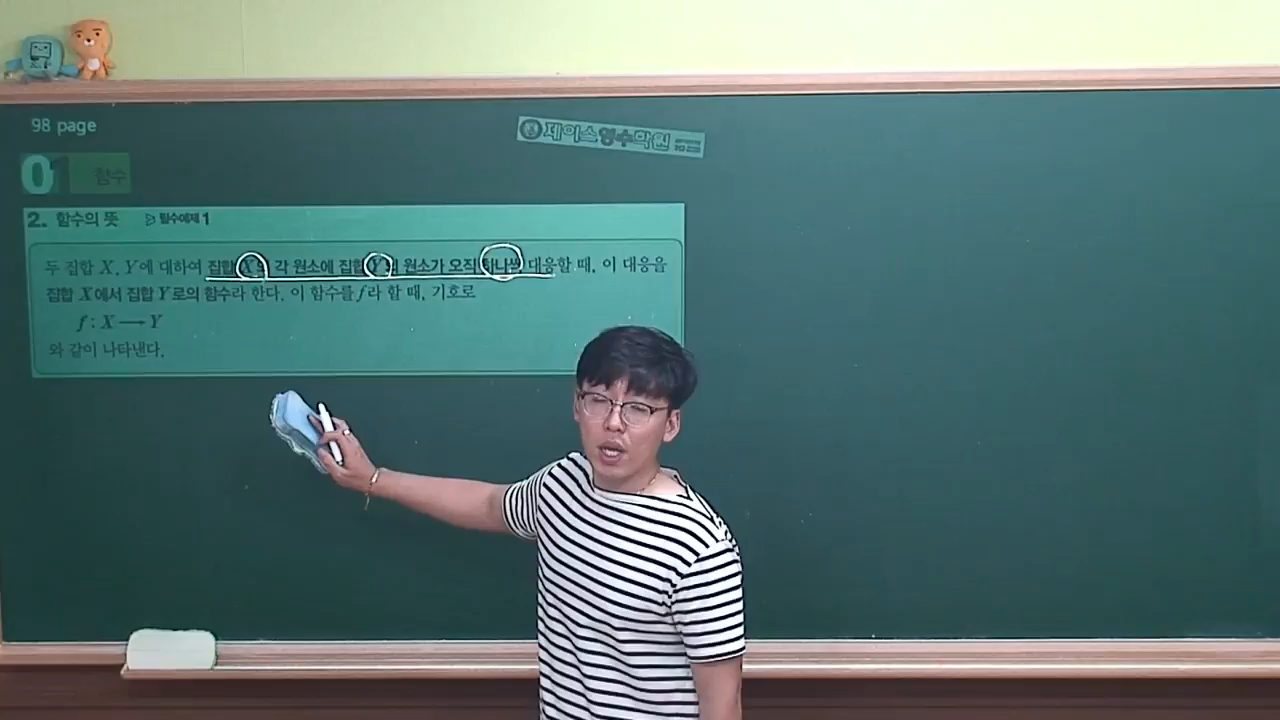 98 page
제이스영수학원
01 함수
2. 함수의 뜻 ▷ 필수예제 1
두 집합 X, Y에 대하여 집합 X의 각 원소에 집합 Y의 원소가 오직 하나씩 대응할 때, 이 대응을
집합 X에서 집합 Y로의 함수라 한다. 이 함수를 f라 할 때, 기호로
f : X ⟶ Y
와 같이 나타낸다.